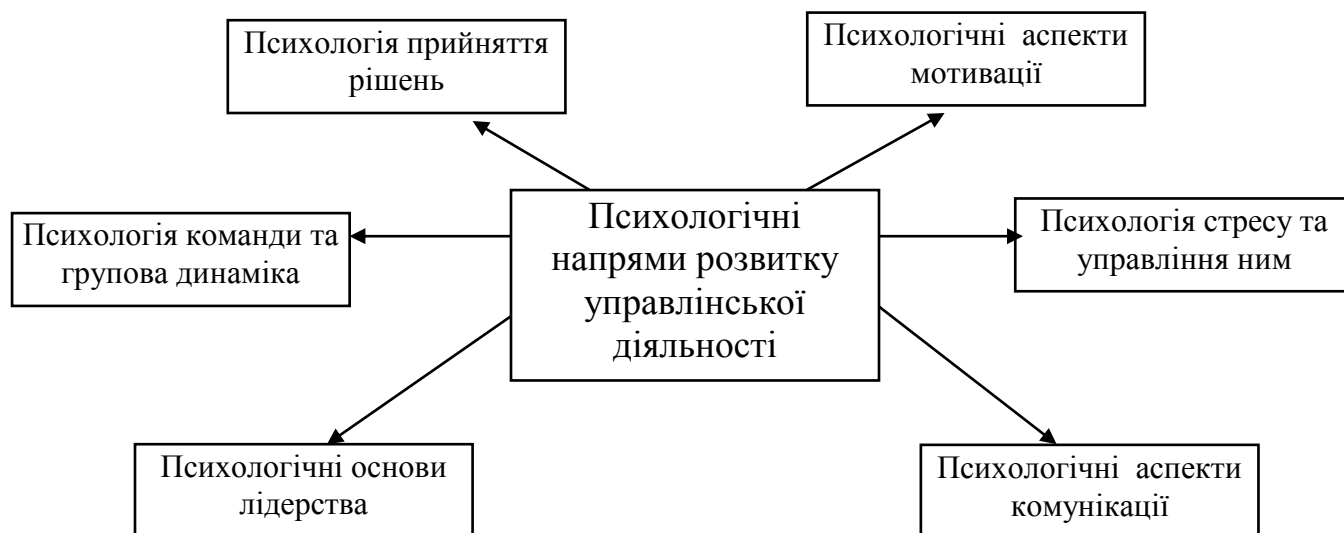 Психологія прийняття
рішень
Психологічні аспекти
мотивації
Психологія команди та
групова динаміка
Психологічні
напрями розвитку
управлінської
діяльності
Психологія стресу та
управління ним
Психологічні основи
лідерства
Психологічні аспекти
комунікації